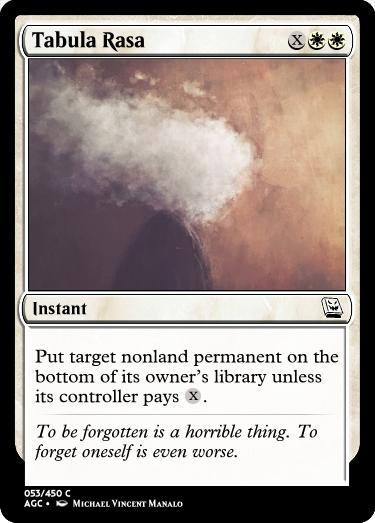 Tabula Rasa X
Instant
Put target nonland permanent on the
bottom of its owner's library unless
its controller pays X.
To be forgotten is a horrible thing. To
forget oneself is even worse.
053/450 C
AGC • Michael Vincent Manalo